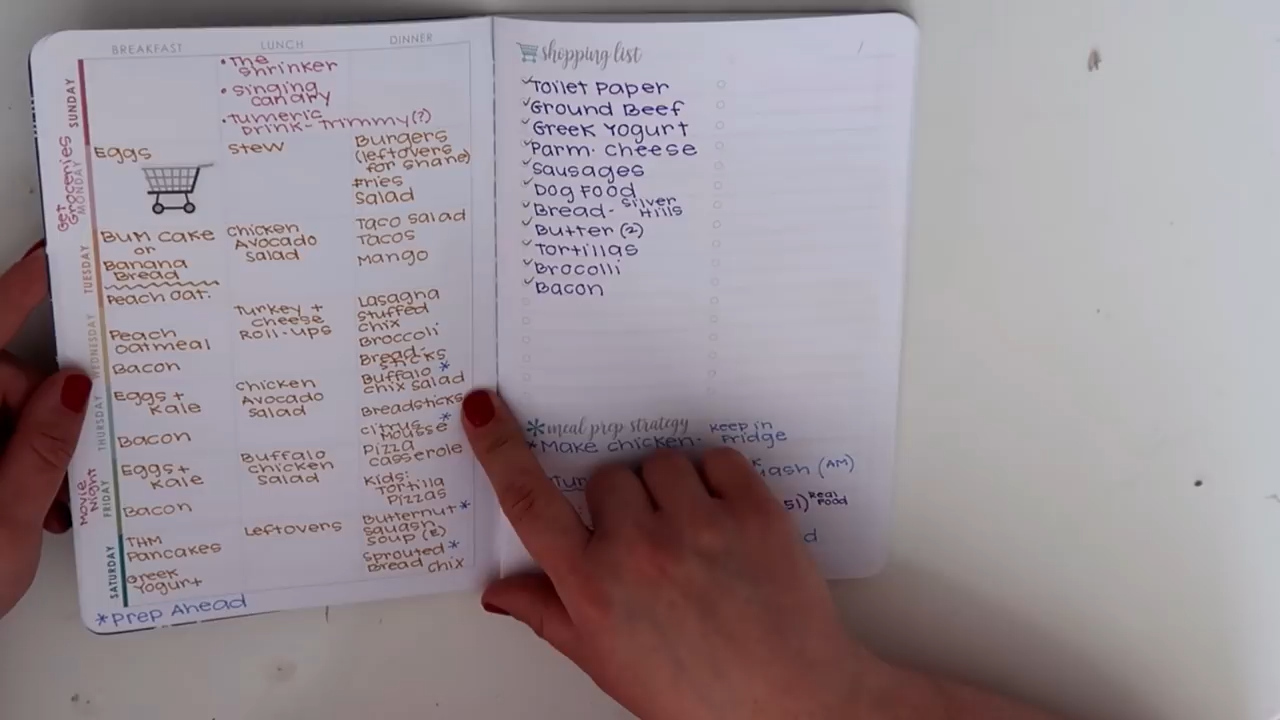 BREAKFAST LUNCH DINNER
SUNDAY
• The shrinker
• singing canary
• Tumeric Drink- Trimmy(?)
Get Groceries
MONDAY
Eggs
stew
Burgers
(leftovers
for shane)
fries
salad
TUESDAY
Bum cake
or
Banana
Bread
chicken
Avocado
salad
Taco salad
Tacos
Mango
WEDNESDAY
Peach oat.
Peach
oatmeal
Bacon
Turkey +
cheese
Roll-ups
Lasagna
stuffed
chix
Broccoli
Bread-
sticks
THURSDAY
Eggs +
Kale
Bacon
chicken
Avocado
salad
Buffalo *
chix salad
Breadsticks
citrus *
Mousse
Movie Night
FRIDAY
Eggs +
Kale
Bacon
Buffalo
chicken
salad
Pizza
casserole
Kids:
Tortilla
Pizzas
SATURDAY
THM
Pancakes
Greek
Yogurt
Leftovers
Butternut *
squash
soup (E)
sprouted *
Bread chix
*Prep Ahead
shopping list
✓Toilet Paper
✓Ground Beef
✓Greek Yogurt
✓Parm. cheese
✓Sausages
✓Dog Food
✓Bread- Silver Hills
✓Butter (2)
✓Tortillas
✓Brocolli
✓Bacon
*meal prep strategy
*Make chicken- Keep in Fridge
(AM)
51) Real Food